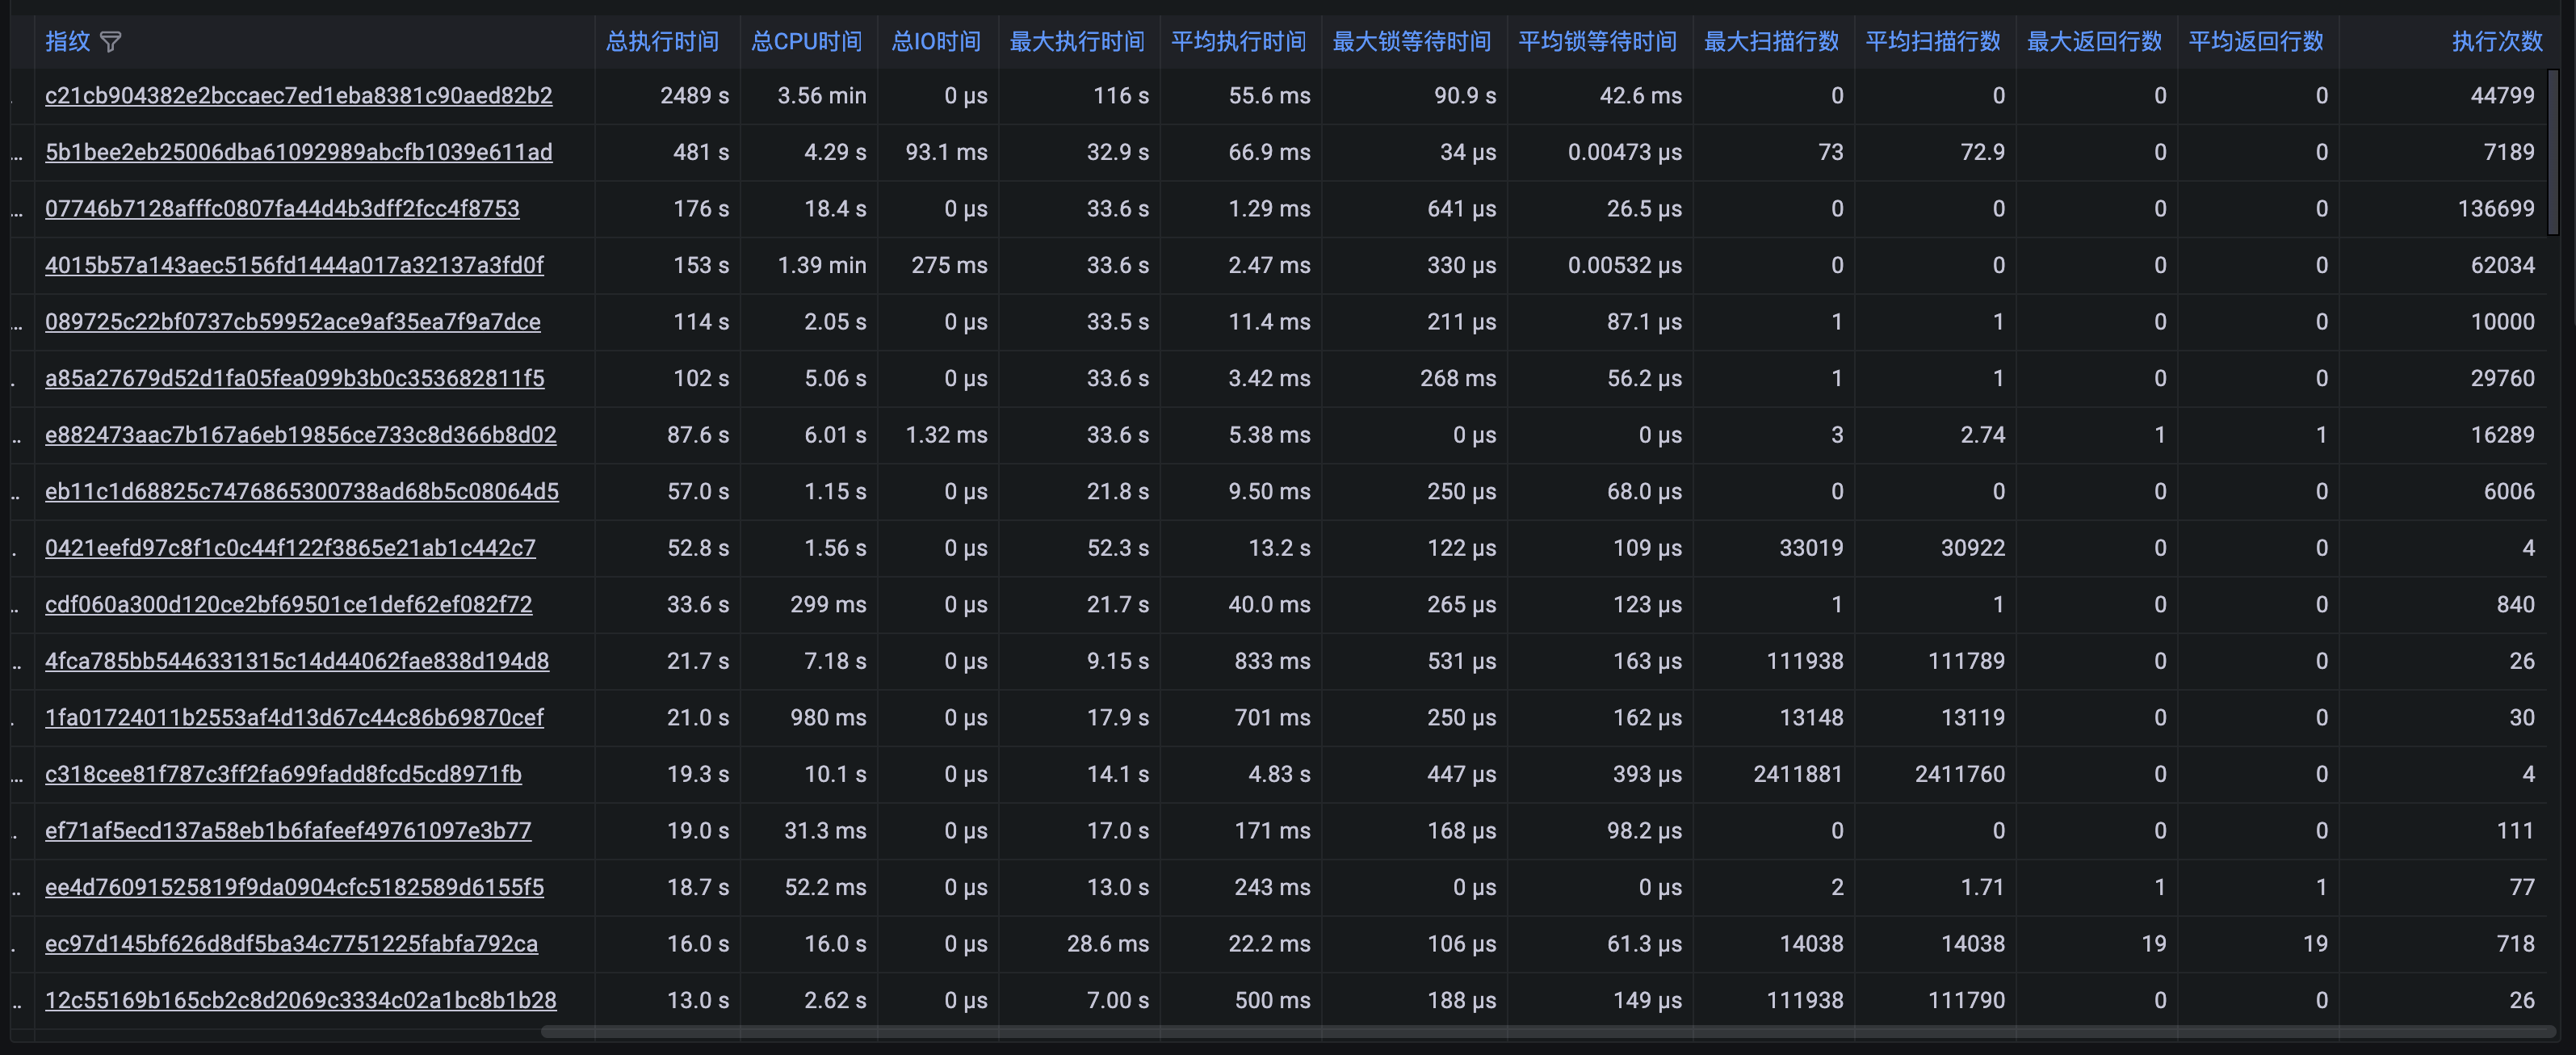 指纹 总执行时间 总CPU时间 总IO时间 最大执行时间 平均执行时间 最大锁等待时间 平均锁等待时间 最大扫描行数 平均扫描行数 最大返回行数 平均返回行数 执行次数
. c21cb904382e2bccaec7ed1eba8381c90aed82b2 2489 s 3.56 min 0 µs 116 s 55.6 ms 90.9 s 42.6 ms 0 0 0 0 44799
... 5b1bee2eb25006dba61092989abcfb1039e611ad 481 s 4.29 s 93.1 ms 32.9 s 66.9 ms 34 µs 0.00473 µs 73 72.9 0 0 7189
... 07746b7128afffc0807fa44d4b3dff2fcc4f8753 176 s 18.4 s 0 µs 33.6 s 1.29 ms 641 µs 26.5 µs 0 0 0 0 136699
4015b57a143aec5156fd1444a017a32137a3fd0f 153 s 1.39 min 275 ms 33.6 s 2.47 ms 330 µs 0.00532 µs 0 0 0 0 62034
... 089725c22bf0737cb59952ace9af35ea7f9a7dce 114 s 2.05 s 0 µs 33.5 s 11.4 ms 211 µs 87.1 µs 1 1 0 0 10000
. a85a27679d52d1fa05fea099b3b0c353682811f5 102 s 5.06 s 0 µs 33.6 s 3.42 ms 268 ms 56.2 µs 1 1 0 0 29760
.. e882473aac7b167a6eb19856ce733c8d366b8d02 87.6 s 6.01 s 1.32 ms 33.6 s 5.38 ms 0 µs 0 µs 3 2.74 1 1 16289
.. eb11c1d68825c7476865300738ad68b5c08064d5 57.0 s 1.15 s 0 µs 21.8 s 9.50 ms 250 µs 68.0 µs 0 0 0 0 6006
. 0421eefd97c8f1c0c44f122f3865e21ab1c442c7 52.8 s 1.56 s 0 µs 52.3 s 13.2 s 122 µs 109 µs 33019 30922 0 0 4
.. cdf060a300d120ce2bf69501ce1def62ef082f72 33.6 s 299 ms 0 µs 21.7 s 40.0 ms 265 µs 123 µs 1 1 0 0 840
.. 4fca785bb5446331315c14d44062fae838d194d8 21.7 s 7.18 s 0 µs 9.15 s 833 ms 531 µs 163 µs 111938 111789 0 0 26
. 1fa01724011b2553af4d13d67c44c86b69870cef 21.0 s 980 ms 0 µs 17.9 s 701 ms 250 µs 162 µs 13148 13119 0 0 30
... c318cee81f787c3ff2fa699fadd8fcd5cd8971fb 19.3 s 10.1 s 0 µs 14.1 s 4.83 s 447 µs 393 µs 2411881 2411760 0 0 4
. ef71af5ecd137a58eb1b6fafeef49761097e3b77 19.0 s 31.3 ms 0 µs 17.0 s 171 ms 168 µs 98.2 µs 0 0 0 0 111
.. ee4d76091525819f9da0904cfc5182589d6155f5 18.7 s 52.2 ms 0 µs 13.0 s 243 ms 0 µs 0 µs 2 1.71 1 1 77
. ec97d145bf626d8df5ba34c7751225fabfa792ca 16.0 s 16.0 s 0 µs 28.6 ms 22.2 ms 106 µs 61.3 µs 14038 14038 19 19 718
.. 12c55169b165cb2c8d2069c3334c02a1bc8b1b28 13.0 s 2.62 s 0 µs 7.00 s 500 ms 188 µs 149 µs 111938 111790 0 0 26